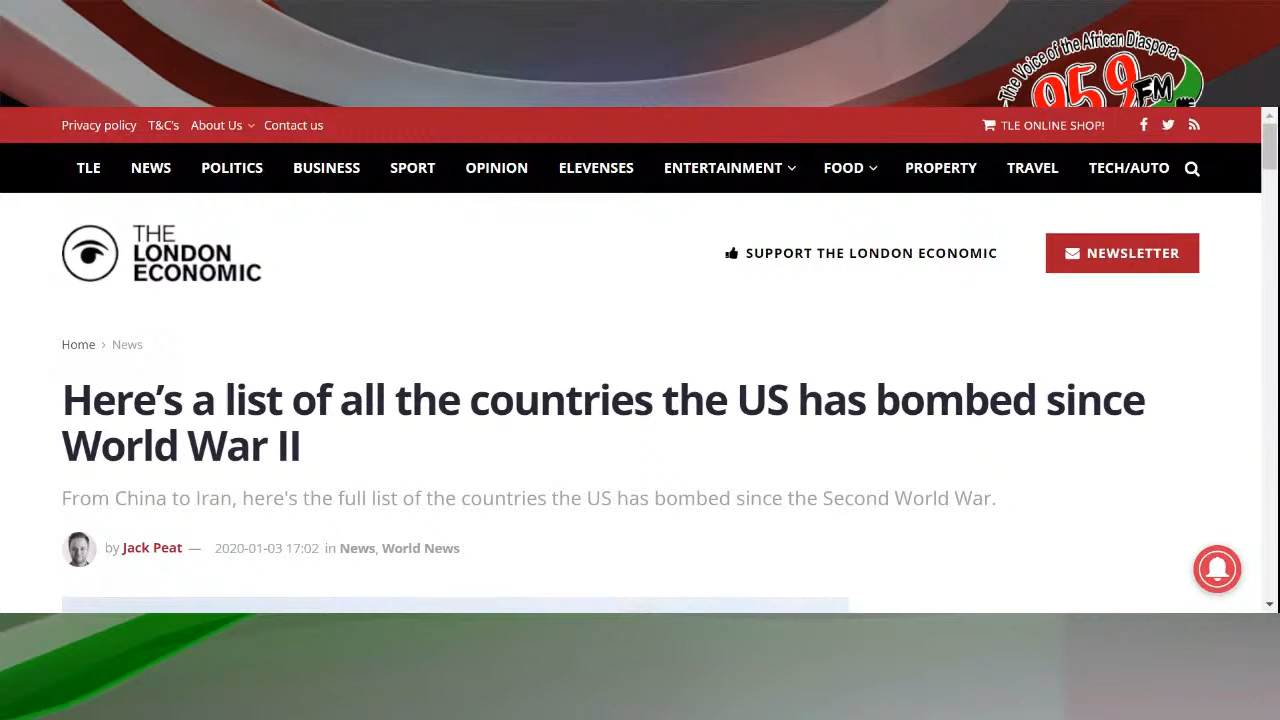 The Voice of the African Diaspora
95.9 FM
Privacy policy T&C's About Us Contact us
TLE ONLINE SHOP!
TLE NEWS POLITICS BUSINESS SPORT OPINION ELEVENSES ENTERTAINMENT FOOD PROPERTY TRAVEL TECH/AUTO
THE
LONDON
ECONOMIC
SUPPORT THE LONDON ECONOMIC
NEWSLETTER
Home > News
Here’s a list of all the countries the US has bombed since
World War II
From China to Iran, here's the full list of the countries the US has bombed since the Second World War.
by Jack Peat — 2020-01-03 17:02 in News, World News